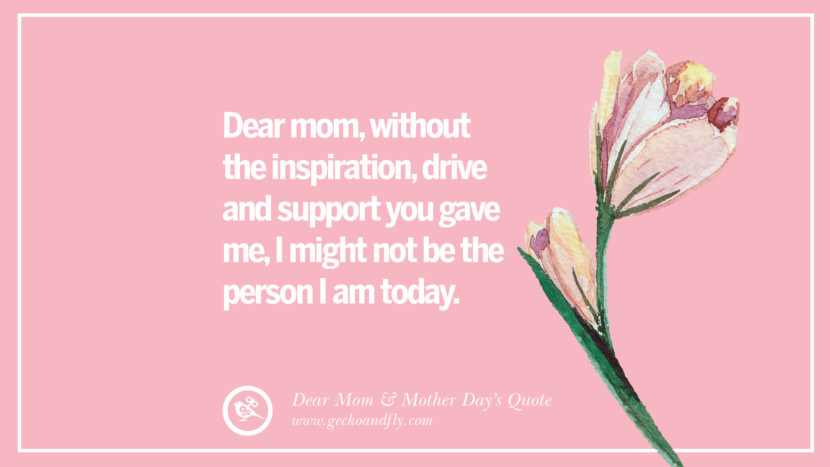 Dear mom, without
the inspiration, drive
and support you gave
me, I might not be the
person I am today.
Dear Mom & Mother Day's Quote
www.geckoandfly.com